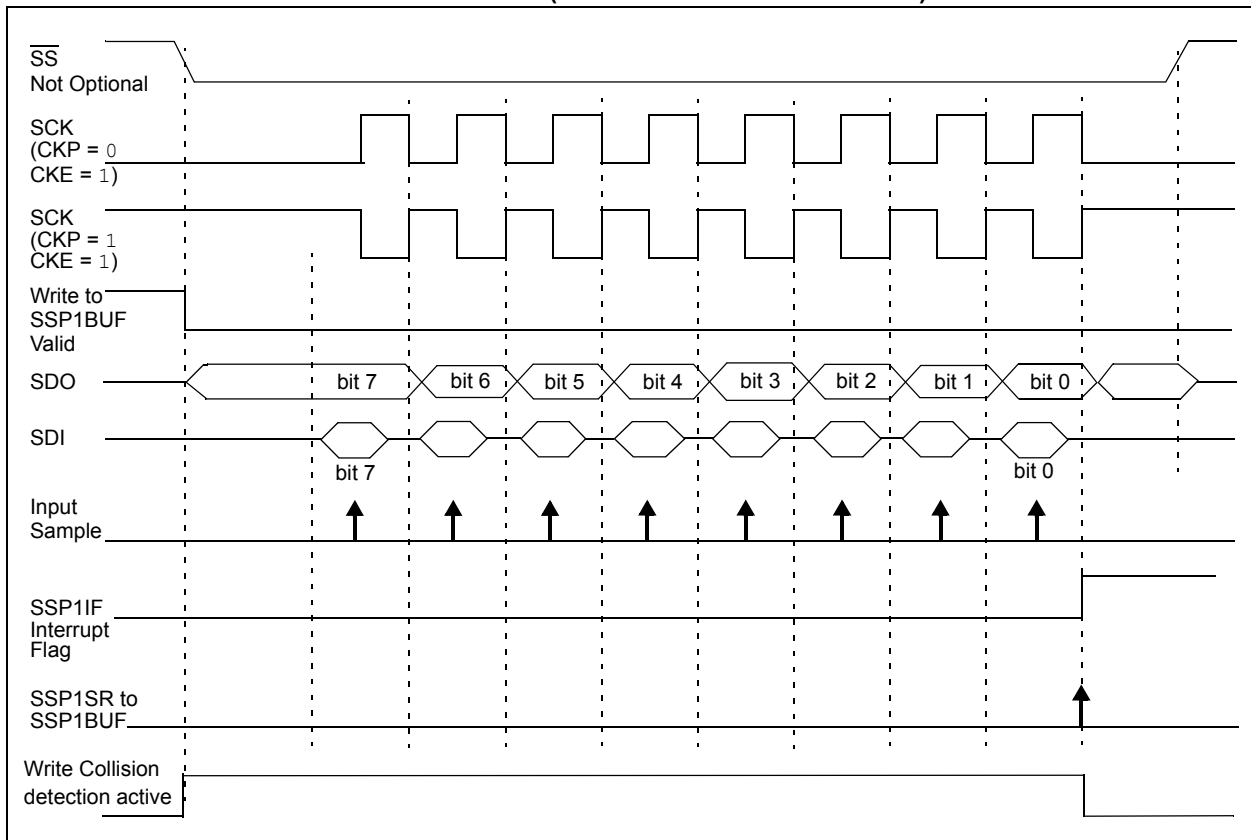 SS
Not Optional
SCK
(CKP = 0
CKE = 1)
SCK
(CKP = 1
CKE = 1)
Write to
SSP1BUF
Valid
SDO
bit 7
bit 6
bit 5
bit 4
bit 3
bit 2
bit 1
bit 0
SDI
bit 7
bit 0
Input
Sample
SSP1IF
Interrupt
Flag
SSP1SR to
SSP1BUF
Write Collision
detection active